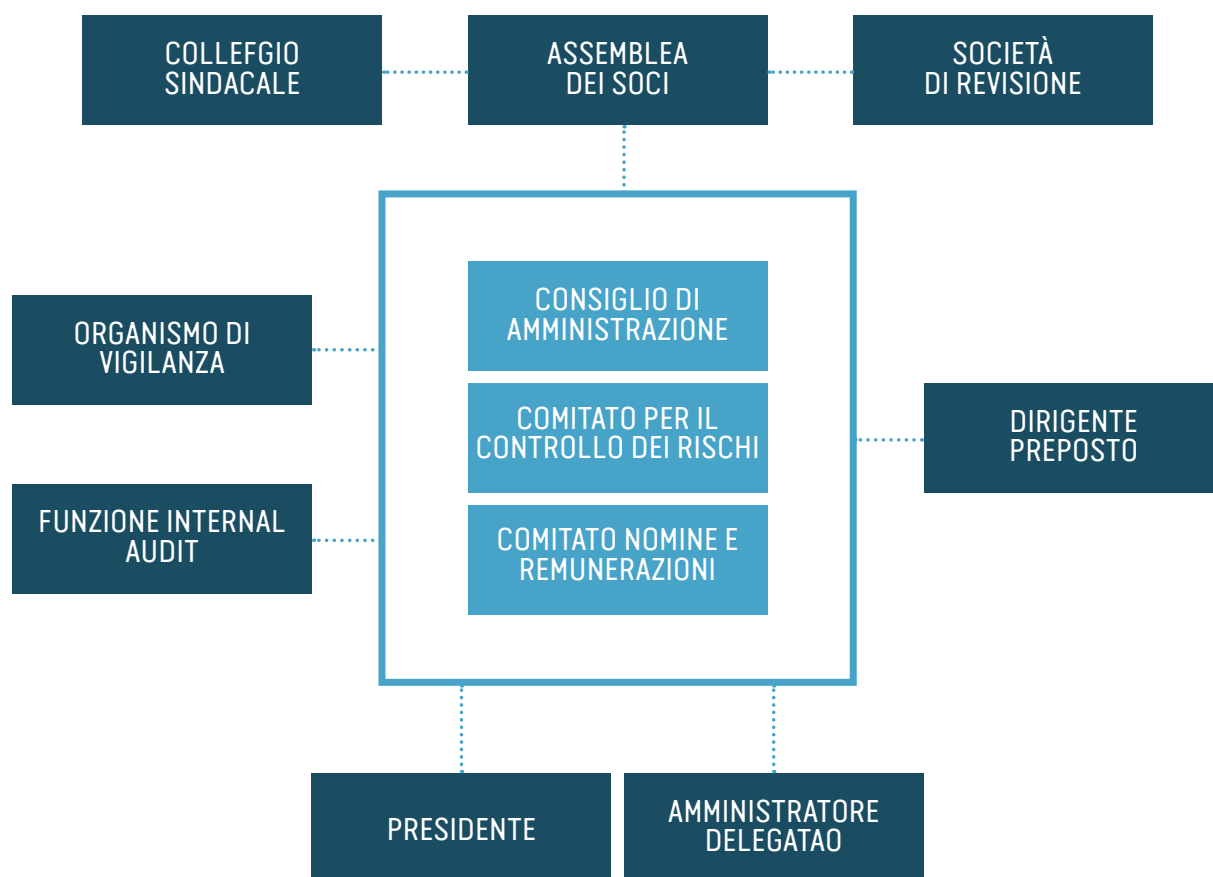 COLLEFGIO
SINDACALE
ASSEMBLEA
DEI SOCI
SOCIETÀ
DI REVISIONE
CONSIGLIO DI
AMMINISTRAZIONE
ORGANISMO DI
VIGILANZA
COMITATO PER IL
CONTROLLO DEI RISCHI
DIRIGENTE
PREPOSTO
FUNZIONE INTERNAL
AUDIT
COMITATO NOMINE E
REMUNERAZIONI
PRESIDENTE
AMMINISTRATORE
DELEGATAO